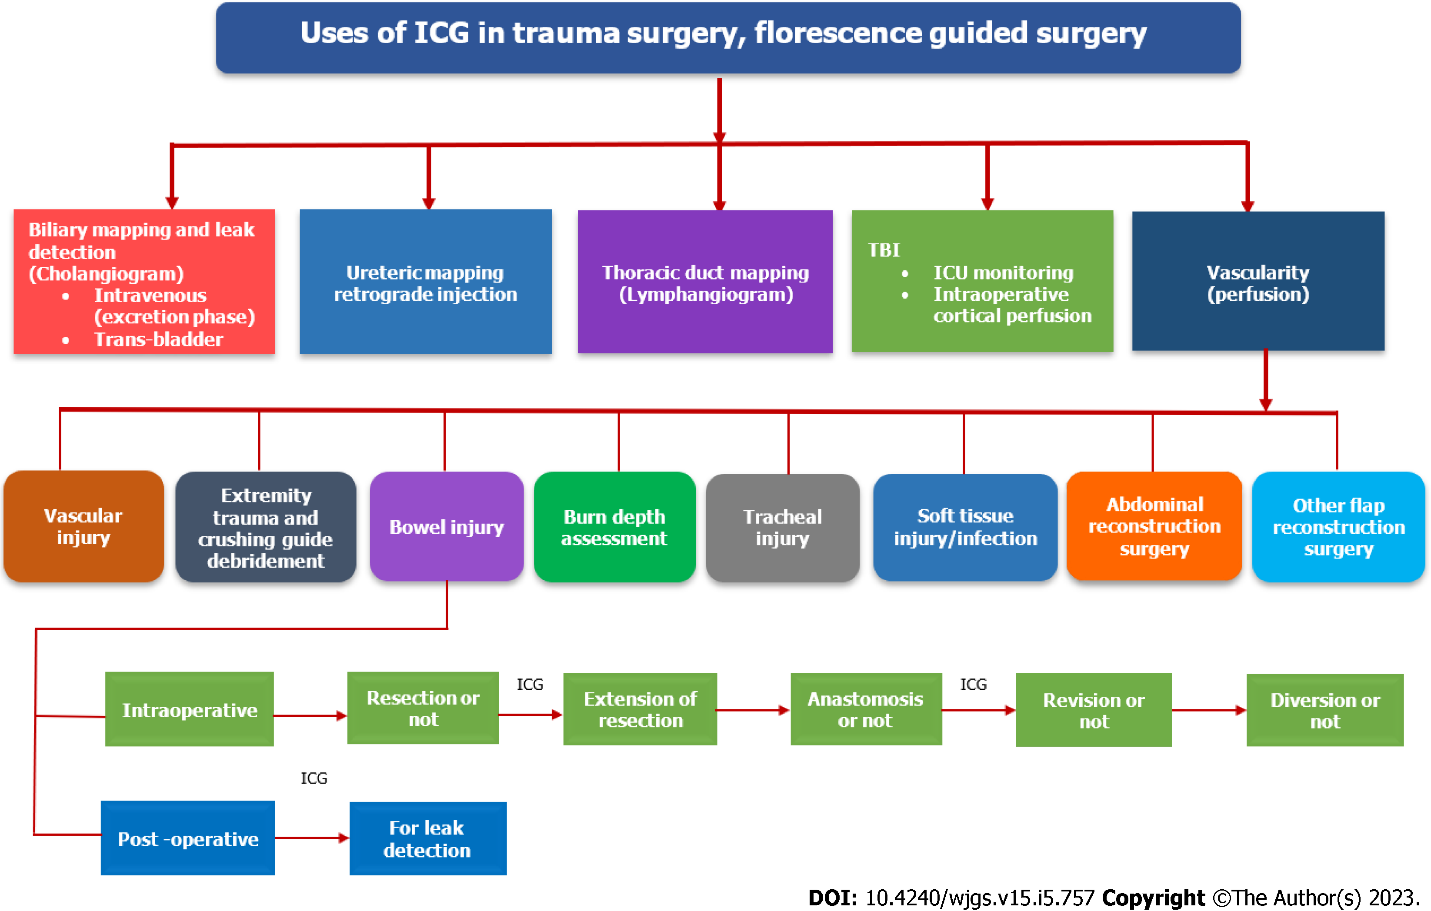 Uses of ICG in trauma surgery, florescence guided surgery
Biliary mapping and leak
detection
(Cholangiogram)
• Intravenous
(excretion phase)
• Trans-bladder
Ureteric mapping
retrograde injection
Thoracic duct mapping
(Lymphangiogram)
TBI
• ICU monitoring
• Intraoperative
cortical perfusion
Vascularity
(perfusion)
Vascular
injury
Extremity
trauma and
crushing guide
debridement
Bowel injury
Burn depth
assessment
Tracheal
injury
Soft tissue
injury/infection
Abdominal
reconstruction
surgery
Other flap
reconstruction
surgery
Intraoperative
Resection or
not
ICG
Extension of
resection
Anastomosis
or not
ICG
Revision or
not
Diversion or
not
Post -operative
ICG
For leak
detection
DOI: 10.4240/wjgs.v15.i5.757 Copyright ©The Author(s) 2023.